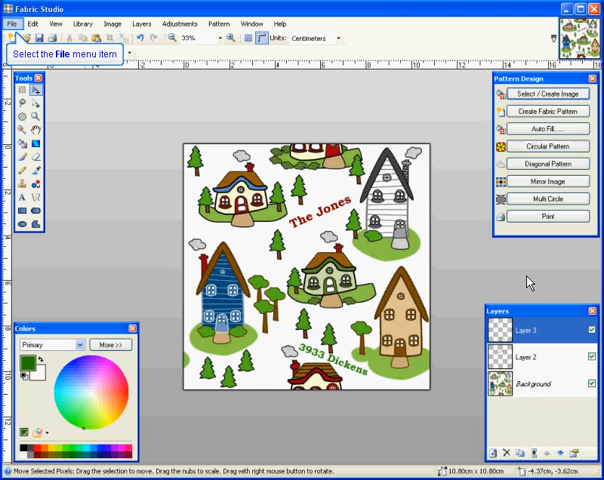 Fabric Studio
File Edit View Library Image Layers Adjustments Pattern Window Help
33% Units: Centimeters
Select the File menu item
Tools
Pattern Design
Select / Create Image
Create Fabric Pattern
Auto Fill.....
Circular Pattern
Diagonal Pattern
Mirror Image
Multi Circle
Print
The Jones
3933 Dickens
Colors
Primary More >>
Layers
Layer 3
Layer 2
Background
Move Selected Pixels: Drag the selection to move. Drag the nubs to scale. Drag with right mouse button to rotate. 10.80cm x 10.80cm -4.37cm, -3.62cm